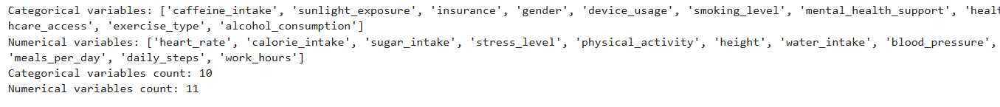 Categorical variables: ['caffeine_intake', 'sunlight_exposure', 'insurance', 'gender', 'device_usage', 'smoking_level', 'mental_health_support', 'healt
hcare_access', 'exercise_type', 'alcohol_consumption']
Numerical variables: ['heart_rate', 'calorie_intake', 'sugar_intake', 'stress_level', 'physical_activity', 'height', 'water_intake', 'blood_pressure',
'meals_per_day', 'daily_steps', 'work_hours']
Categorical variables count: 10
Numerical variables count: 11